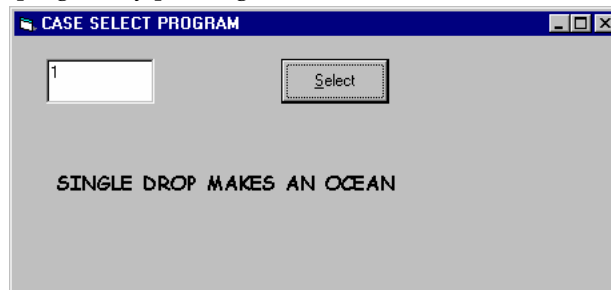 CASE SELECT PROGRAM
1
Select
SINGLE DROP MAKES AN OCEAN